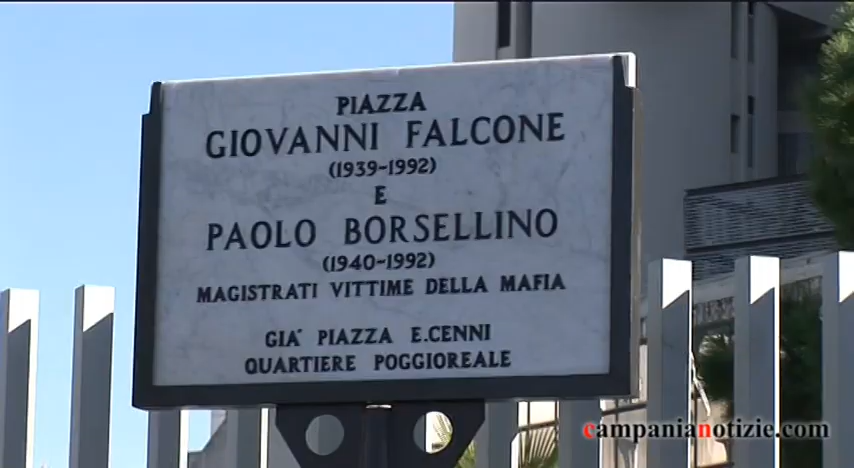 PIAZZA
GIOVANNI FALCONE
(1939-1992)
E
PAOLO BORSELLINO
(1940-1992)
MAGISTRATI VITTIME DELLA MAFIA
GIA´ PIAZZA E.CENNI
QUARTIERE POGGIOREALE
campanianotizie.com